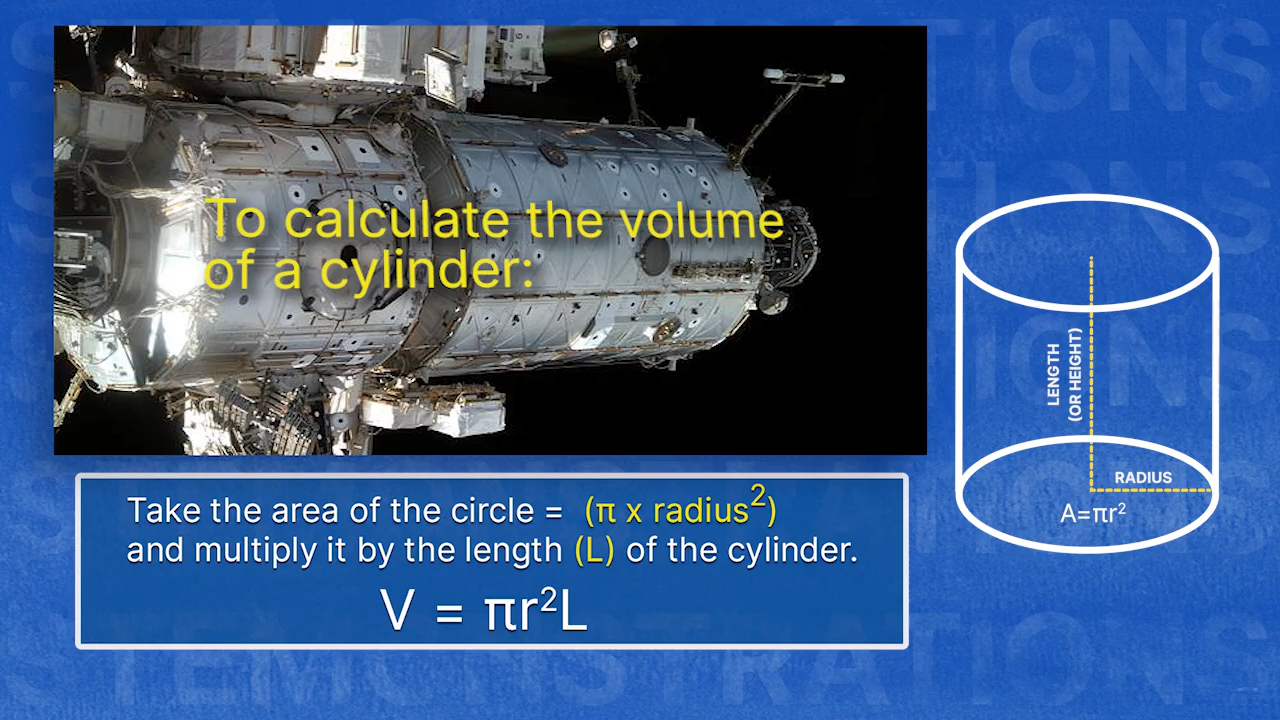 To calculate the volume
of a cylinder:
Take the area of the circle = (π x radius²)
and multiply it by the length (L) of the cylinder.
V = πr²L
LENGTH
(OR HEIGHT)
RADIUS
A=πr²
STEMONSTRATIONS